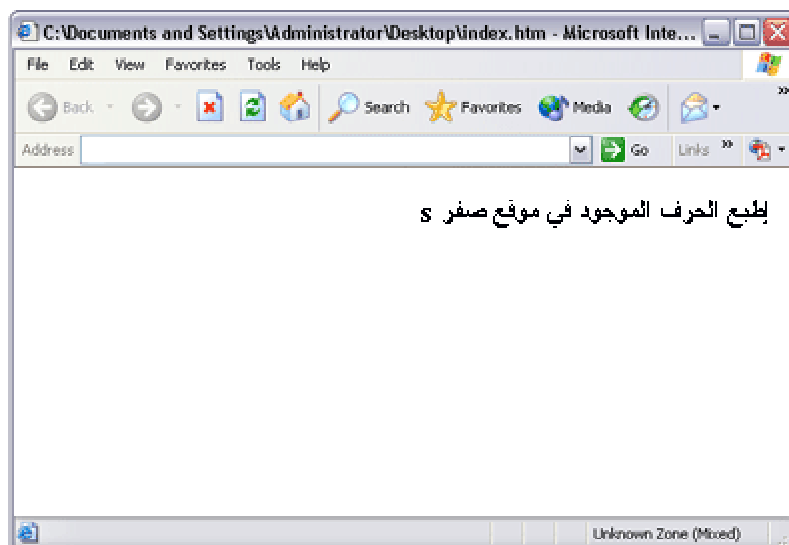 C:\Documents and Settings\Administrator\Desktop\index.htm - Microsoft Inte...
File Edit View Favorites Tools Help
Back Search Favorites Media »
Address Go Links »
إطبع الحرف الموجود في موقع صفر s
Unknown Zone (Mixed)